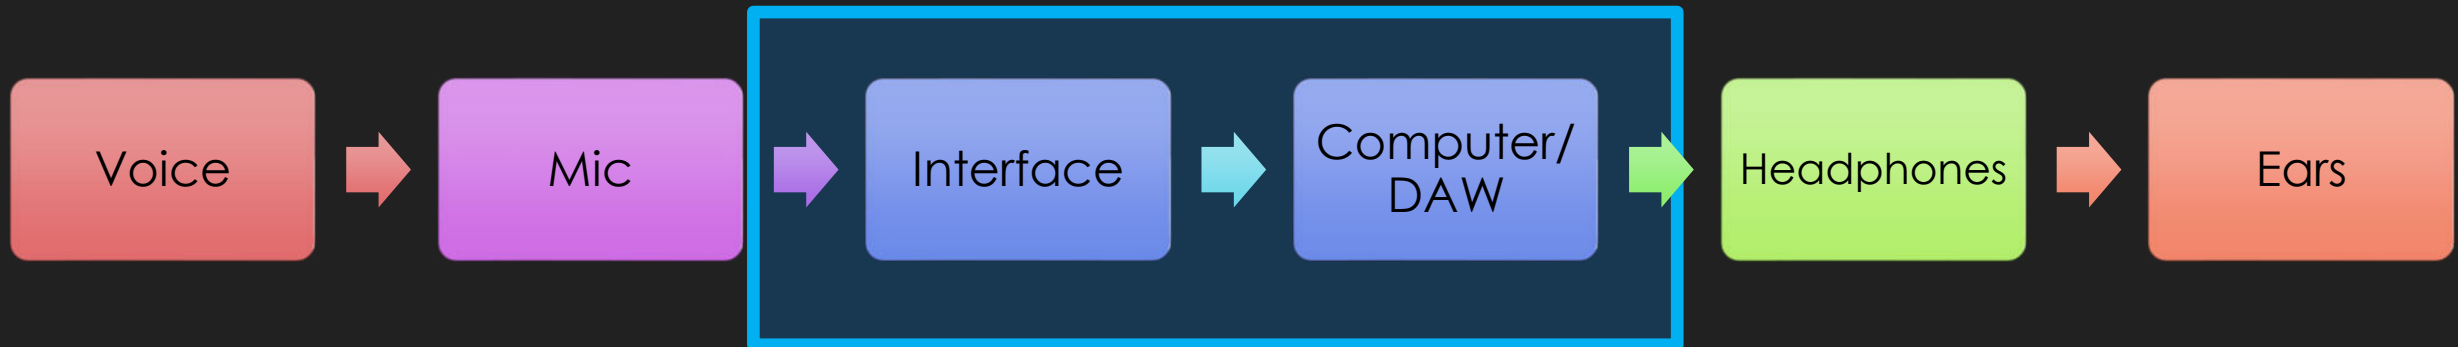 Voice
Mic
Interface
Computer/
DAW
Headphones
Ears